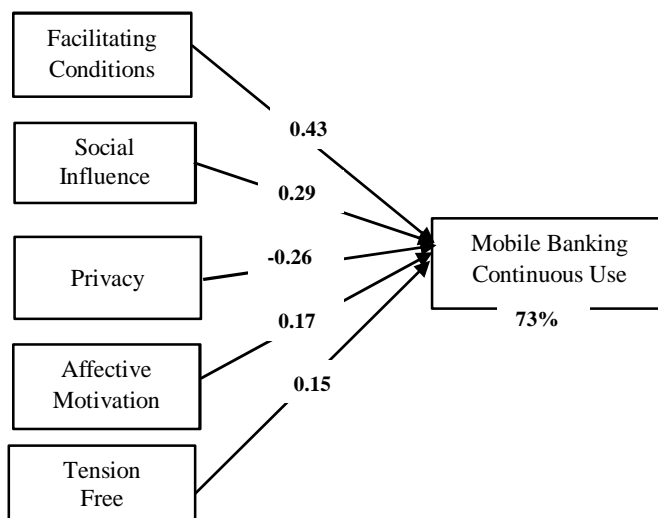 Facilitating
Conditions
0.43
Social
Influence
0.29
Mobile Banking
Continuous Use
73%
Privacy
-0.26
0.17
Affective
Motivation
0.15
Tension
Free